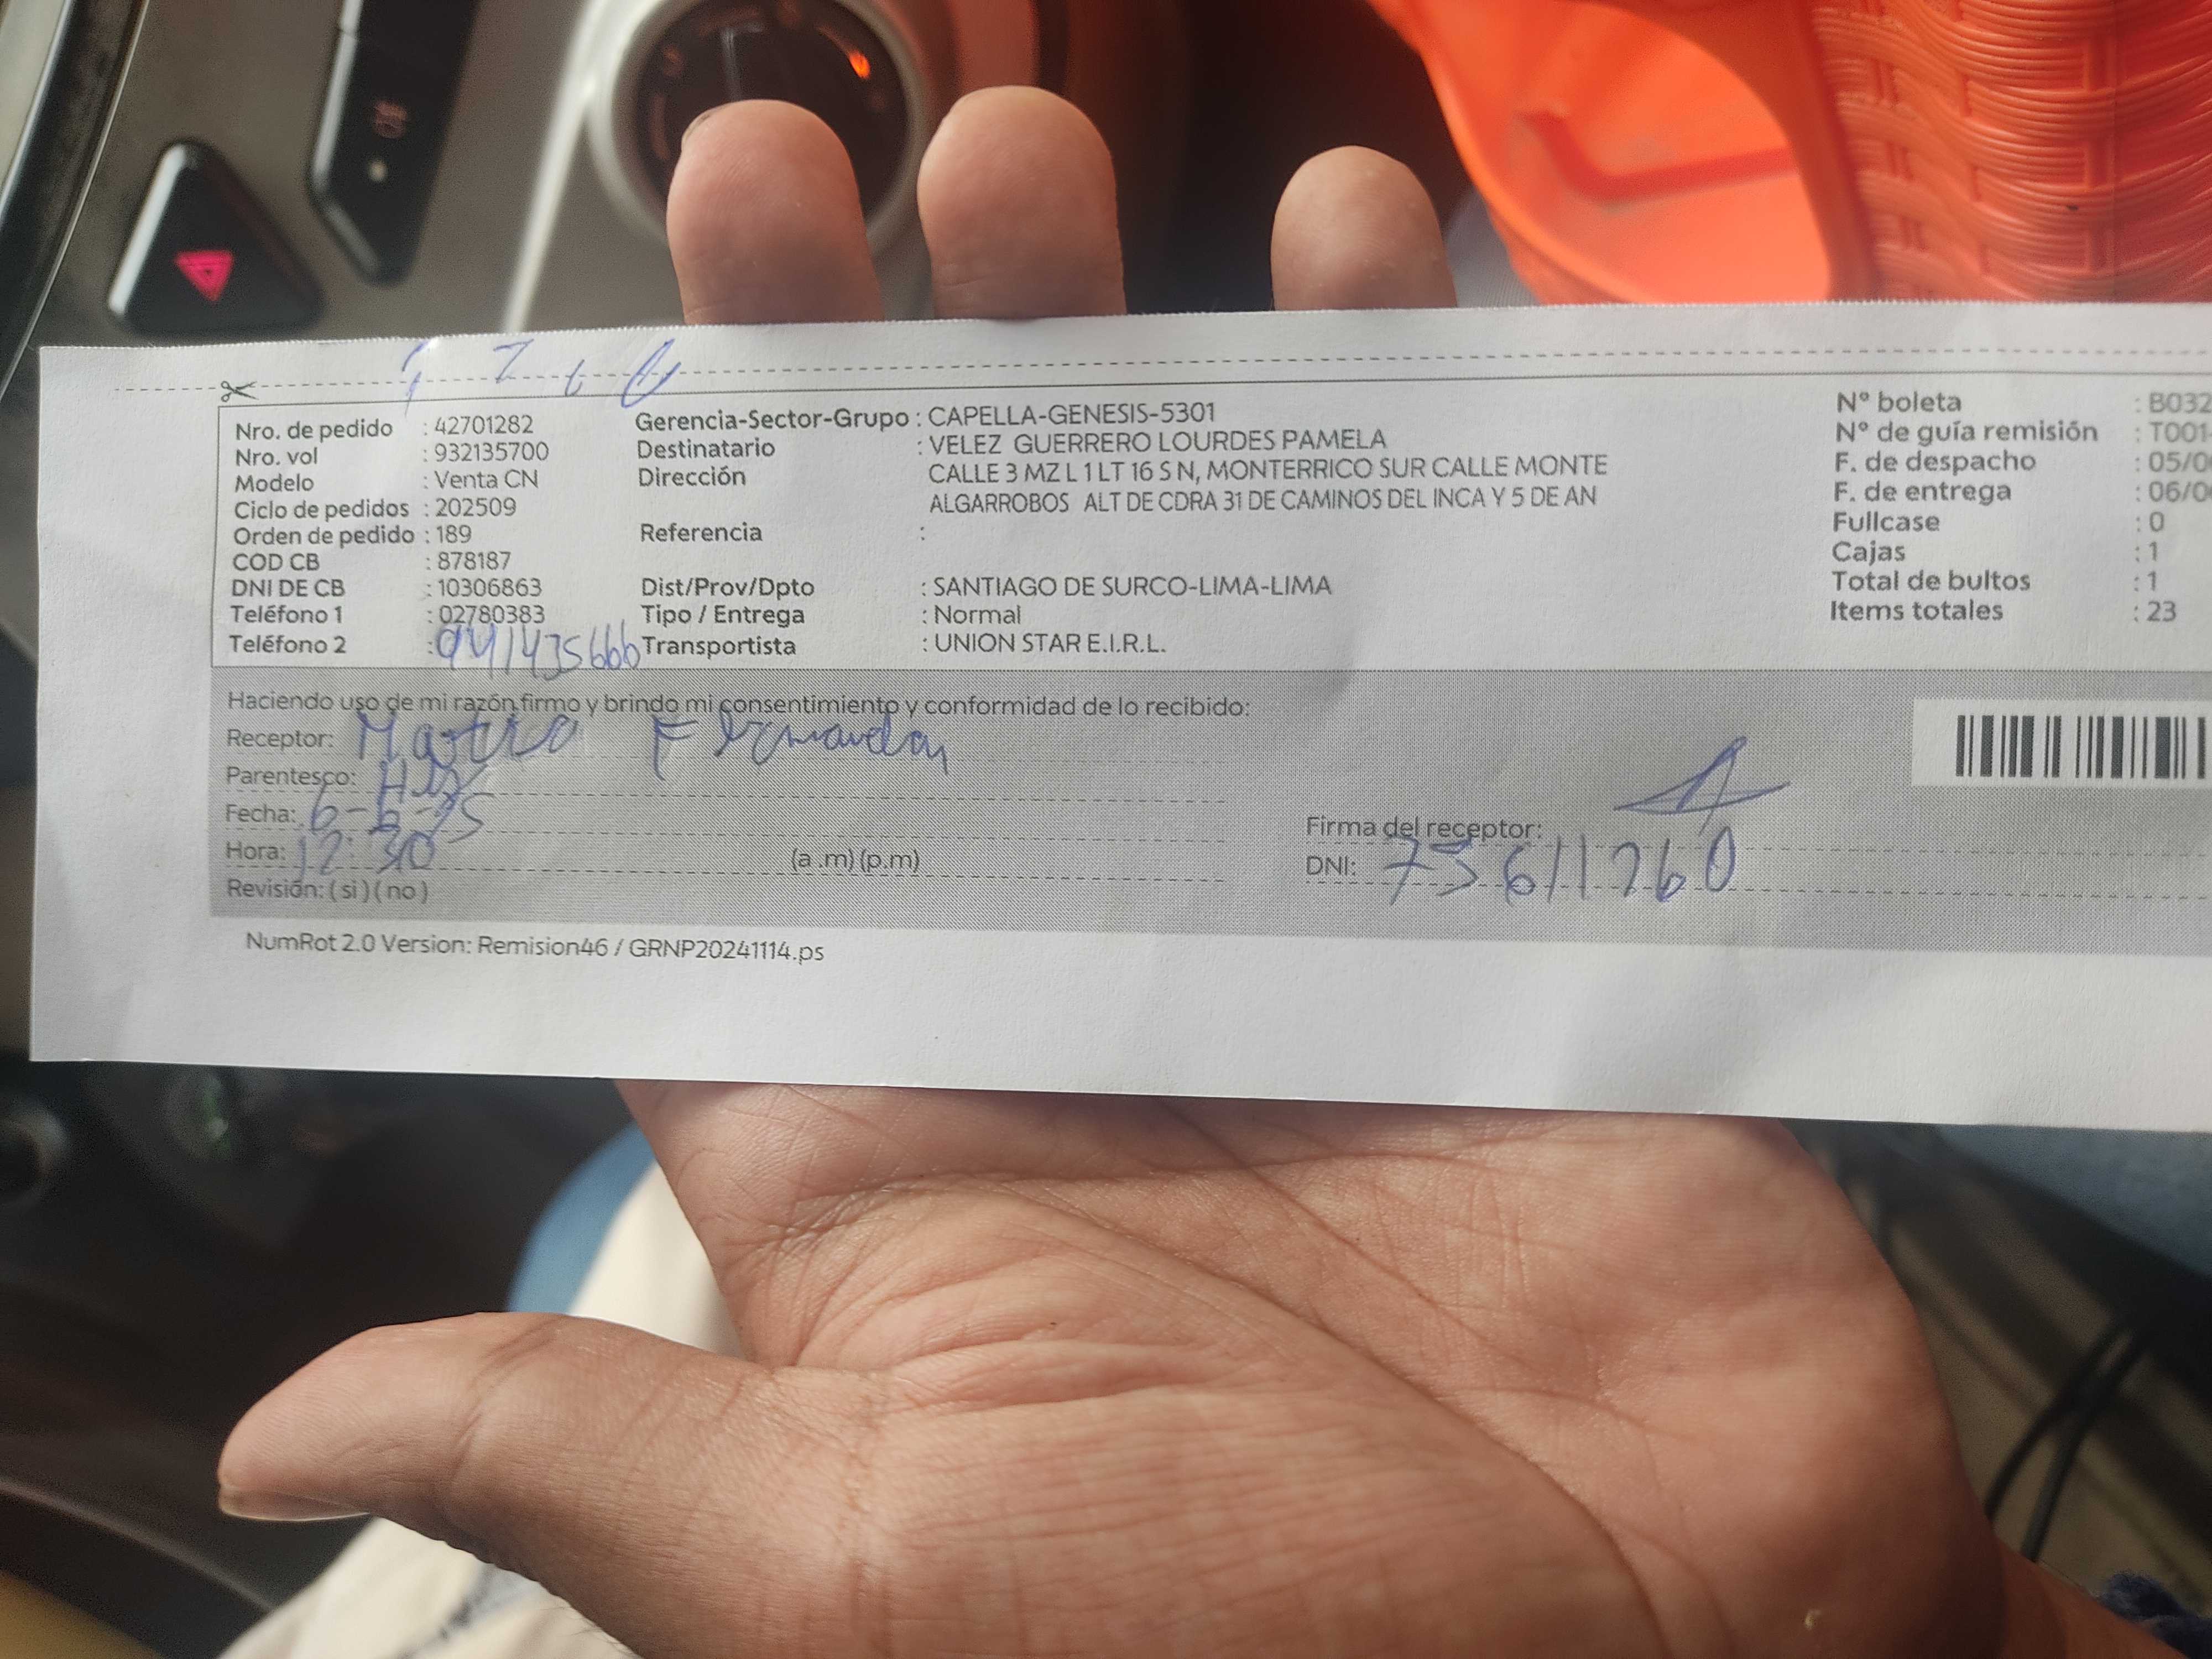 Nro. de pedido : 42701282
Nro. vol : 932135700
Modelo : Venta CN
Ciclo de pedidos : 202509
Orden de pedido : 189
COD CB : 878187
DNI DE CB : 10306863
Teléfono 1 : 02780383
Teléfono 2 : 941435666
Gerencia-Sector-Grupo : CAPELLA-GENESIS-5301
Destinatario : VELEZ GUERRERO LOURDES PAMELA
Dirección CALLE 3 MZ L 1 LT 16 S N, MONTERRICO SUR CALLE MONTE
ALGARROBOS ALT DE CDRA 31 DE CAMINOS DEL INCA Y 5 DE AN
Referencia :
Dist/Prov/Dpto : SANTIAGO DE SURCO-LIMA-LIMA
Tipo / Entrega : Normal
Transportista : UNION STAR E.I.R.L.
N° boleta : B032
N° de guía remisión : T001-
F. de despacho : 05/0
F. de entrega : 06/0
Fullcase : 0
Cajas : 1
Total de bultos : 1
Items totales : 23
Haciendo uso de mi razón firmo y brindo mi consentimiento y conformidad de lo recibido:
Receptor:
Parentesco:
Fecha: 6-6-25
Hora: 12:30 (a .m) (p.m)
Revisión: ( si ) ( no )
Firma del receptor:
DNI: 75611760
NumRot 2.0 Version: Remision46 / GRNP20241114.ps